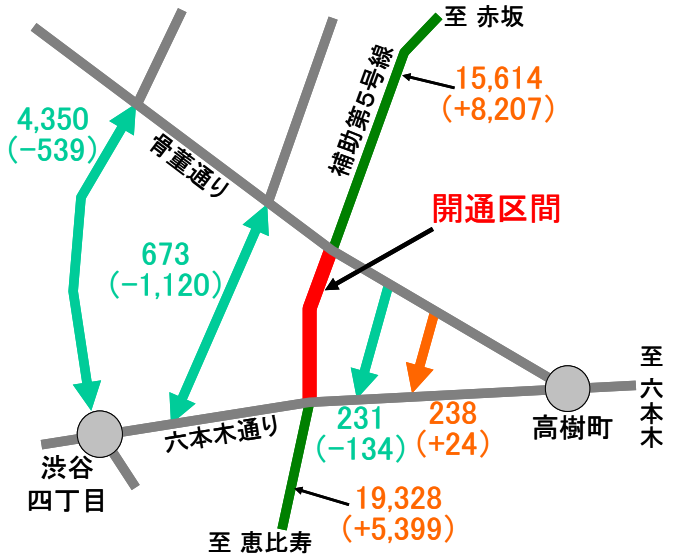 至 赤坂
15,614
(+8,207)
4,350
(−539)
補助第5号線
骨董通り
開通区間
673
(−1,120)
至
六
本
木
231
(−134)
238
(+24)
高樹町
六本木通り
渋谷
四丁目
19,328
(+5,399)
至 恵比寿